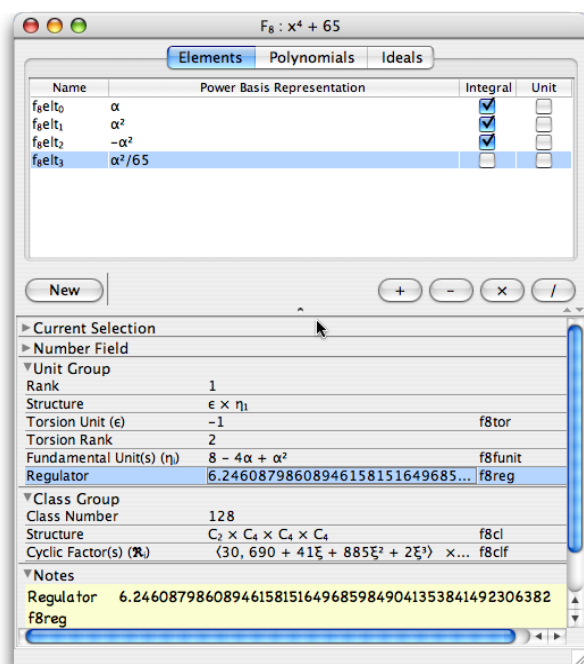 F₈ : x⁴ + 65
Elements Polynomials Ideals
Name Power Basis Representation Integral Unit
f₈elt₀ α
f₈elt₁ α²
f₈elt₂ -α²
f₈elt₃ α²/65
New + - × /
Current Selection
Number Field
Unit Group
Rank 1
Structure ϵ × η₁
Torsion Unit (ϵ) -1 f8tor
Torsion Rank 2
Fundamental Unit(s) (ηᵢ) 8 - 4α + α² f8funit
Regulator 6.24608798608946158151649685... f8reg
Class Group
Class Number 128
Structure C₂ × C₄ × C₄ × C₄ f8cl
Cyclic Factor(s) (𝕽ᵢ) ⟨30, 690 + 41ξ + 885ξ² + 2ξ³⟩ ×... f8clf
Notes
Regulator 6.24608798608946158151649685984904135384149230​6382
f8reg